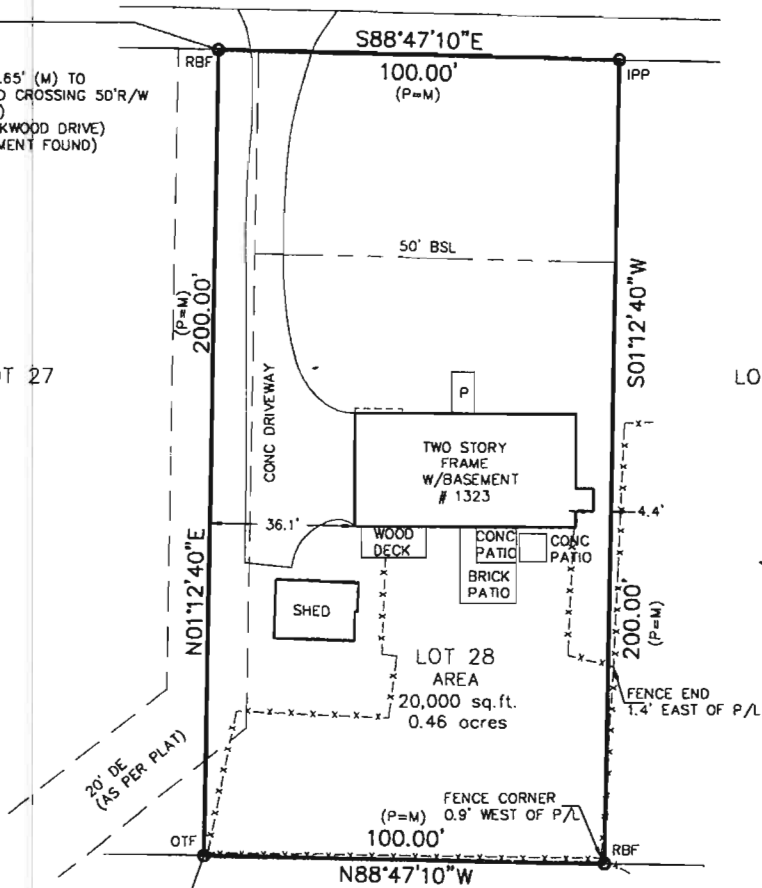 S88°47'10"E
RBF
100.00'
(P=M)
IPP
.65' (M) TO
CROSSING 50'R/W
KWOOD DRIVE)
MENT FOUND)
50' BSL
(P=M)
200.00'
S01°12'40"W
27
LO
CONC DRIVEWAY
P
TWO STORY
FRAME
W/BASEMENT
# 1323
36.1'
4.4'
WOOD
DECK
CONC
PATIO
CONC
PATIO
BRICK
PATIO
N01°12'40"E
SHED
200.00'
(P=M)
LOT 28
AREA
20,000 sq.ft.
0.46 acres
FENCE END
1.4' EAST OF P/L
20' DE
(AS PER PLAT)
FENCE CORNER
0.9' WEST OF P/L
(P=M)
100.00'
OTF
RBF
N88°47'10"W